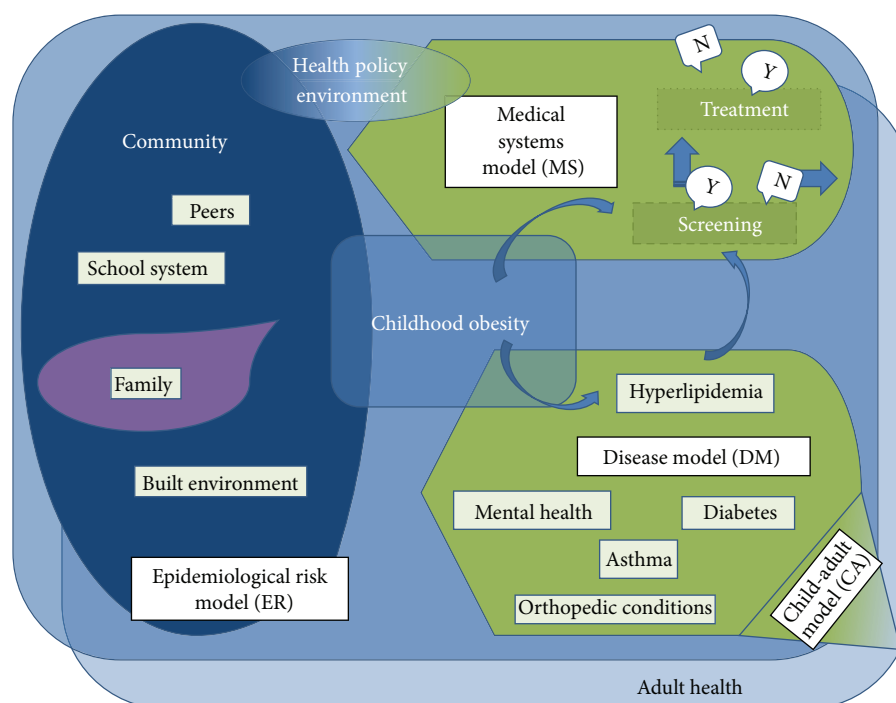 Health policy
environment
Community
Peers
School system
Family
Built environment
Epidemiological risk
model (ER)
Childhood obesity
Medical
systems
model (MS)
N
Y
Treatment
Y
N
Screening
Hyperlipidemia
Disease model (DM)
Mental health
Diabetes
Asthma
Orthopedic conditions
Child-adult
model (CA)
Adult health